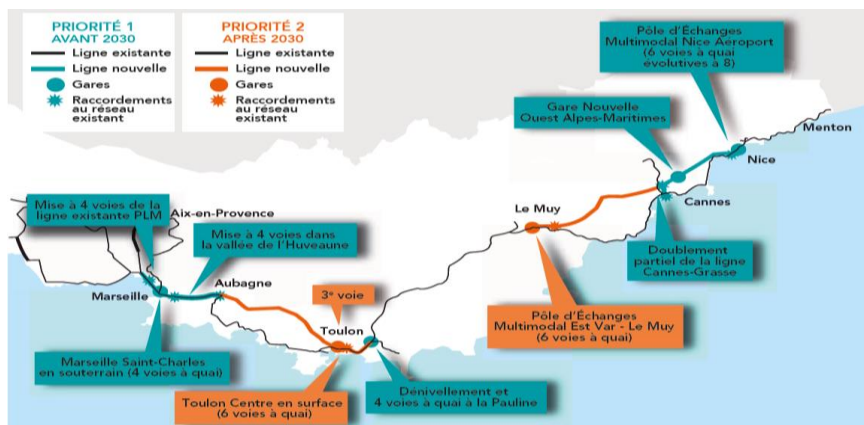 PRIORITÉ 1
AVANT 2030
Ligne existante
Ligne nouvelle
Gares
Raccordements
au réseau
existant
PRIORITÉ 2
APRÈS 2030
Ligne existante
Ligne nouvelle
Gares
Raccordements
au réseau
existant
Pôle d'Échanges
Multimodal Nice Aéroport
(6 voies à quai
évolutives à 8)
Gare Nouvelle
Ouest Alpes-Maritimes
Menton
Nice
Cannes
Mise à 4 voies de la
ligne existante PLM
Aix-en-Provence
Mise à 4 voies dans
la vallée de l'Huveaune
Le Muy
Doublement
partiel de la ligne
Cannes-Grasse
Marseille
Aubagne
3e voie
Toulon
Pôle d'Échanges
Multimodal Est Var - Le Muy
(6 voies à quai)
Marseille Saint-Charles
en souterrain (4 voies à quai)
Toulon Centre en surface
(6 voies à quai)
Dénivellement et
4 voies à quai à la Pauline